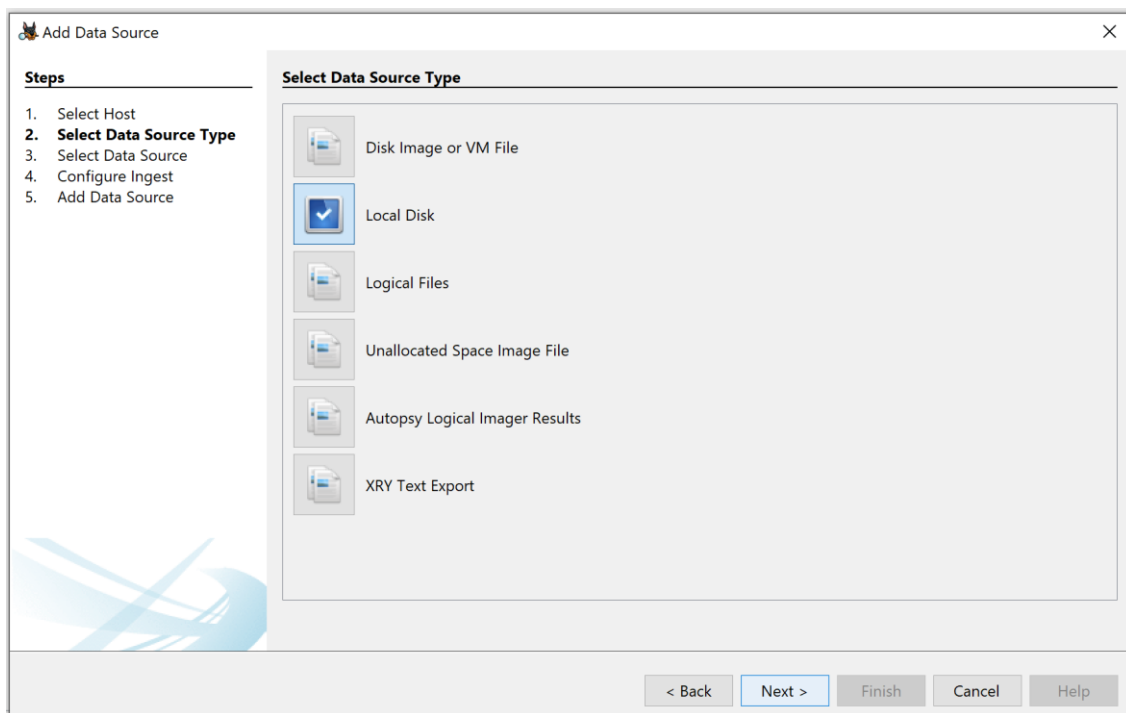 Add Data Source
Steps
1. Select Host
2. Select Data Source Type
3. Select Data Source
4. Configure Ingest
5. Add Data Source
Select Data Source Type
Disk Image or VM File
Local Disk
Logical Files
Unallocated Space Image File
Autopsy Logical Imager Results
XRY Text Export
< Back
Next >
Finish
Cancel
Help